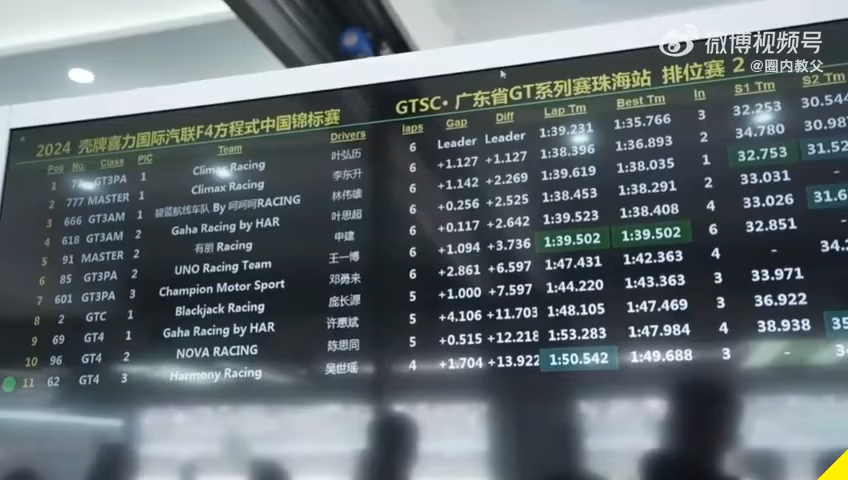 微博视频号
@圈内教父
2024 壳牌喜力国际汽联F4方程式中国锦标赛 GTSC· 广东省GT系列赛珠海站 排位赛 2
Pos No. Class PIC Team Drivers laps Gap Diff Lap Tm Best Tm In S1 Tm S2 Tm
1 GT3PA 1 Climax Racing 叶弘历 6 Leader Leader 1:39.231 1:35.766 3 32.253 30.544
2 777 MASTER 1 Climax Racing 李东升 6 +1.127 +1.127 1:38.396 1:36.893 2 34.780 30.98
3 666 GT3AM 1 碧蓝航线车队 By 呵呵呵RACING 林伟雄 6 +1.142 +2.269 1:39.619 1:38.035 1 32.753 31.52
4 618 GT3AM 2 Gaha Racing by HAR 叶思超 6 +0.256 +2.525 1:38.453 1:38.291 2 33.031 -
5 91 MASTER 2 有朋 Racing 申建 6 +0.117 +2.642 1:39.523 1:38.408 4 33.026 31.6
6 85 GT3PA 2 UNO Racing Team 王一博 6 +1.094 +3.736 1:39.502 1:39.502 6 32.851 -
7 601 GT3PA 3 Champion Motor Sport 邓勇来 6 +2.861 +6.597 1:47.431 1:42.363 4 - 34.2
8 2 GTC 1 Blackjack Racing 庞长源 5 +1.000 +7.597 1:44.220 1:43.363 3 33.971
9 69 GT4 1 Gaha Racing by HAR 许惠斌 5 +4.106 +11.703 1:48.105 1:47.469 3 36.922
10 96 GT4 2 NOVA RACING 陈思同 5 +0.515 +12.218 1:53.283 1:47.984 4 38.938 35
11 62 GT4 3 Harmony Racing 吴世瑶 4 +1.704 +13.922 1:50.542 1:49.688 3 -